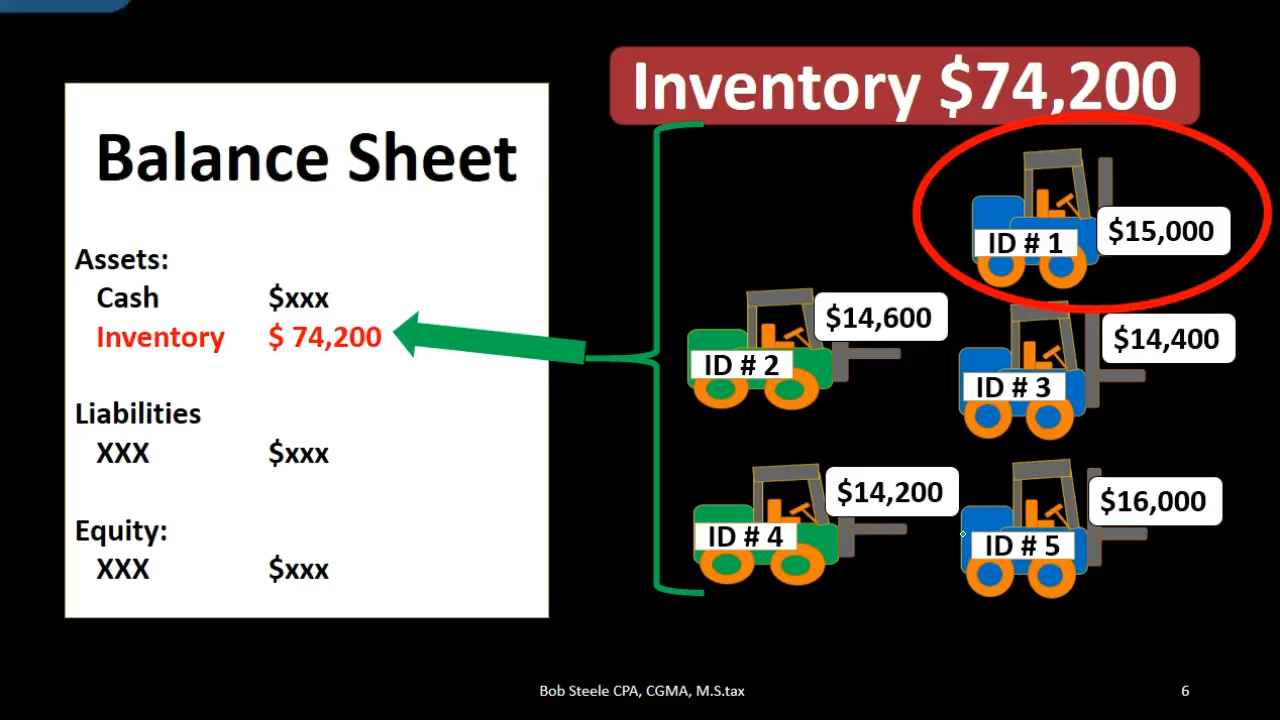 Inventory $74,200
Balance Sheet
Assets:
Cash $xxx
Inventory $ 74,200
Liabilities
XXX $xxx
Equity:
XXX $xxx
ID # 1 $15,000
ID # 2 $14,600
ID # 3 $14,400
ID # 4 $14,200
ID # 5 $16,000
Bob Steele CPA, CGMA, M.S.tax
6